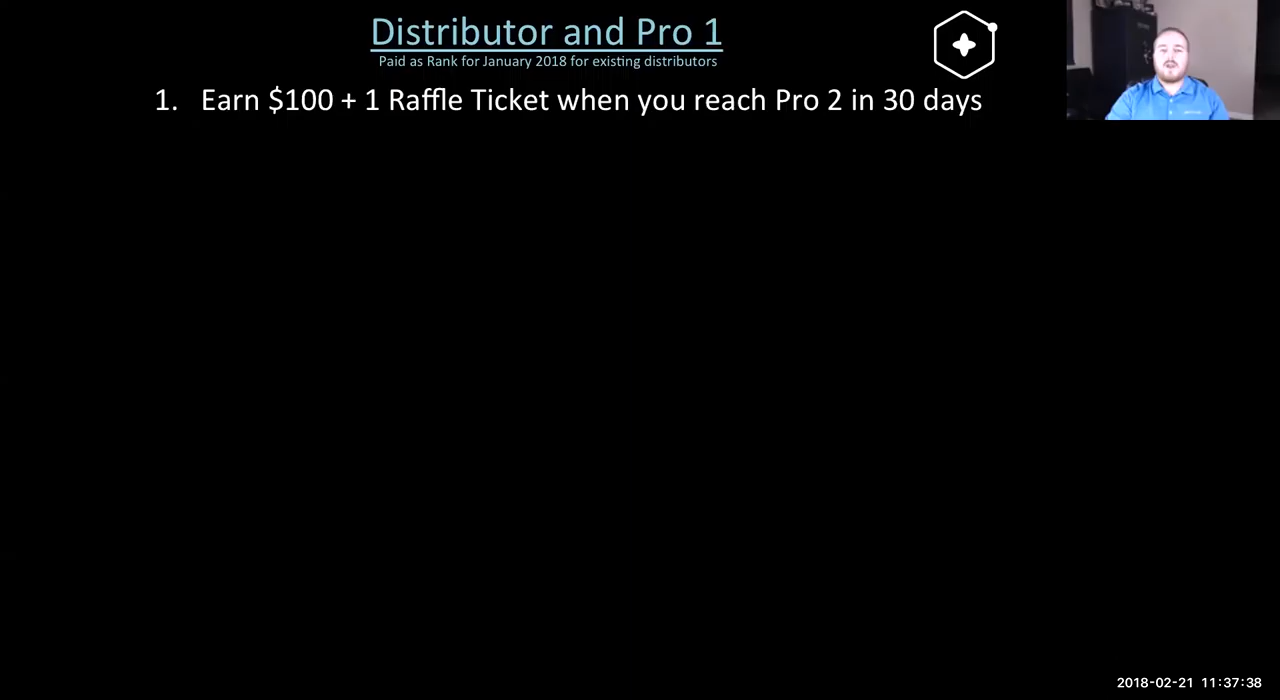 Distributor and Pro 1
Paid as Rank for January 2018 for existing distributors
1. Earn $100 + 1 Raffle Ticket when you reach Pro 2 in 30 days
2018-02-21 11:37:38